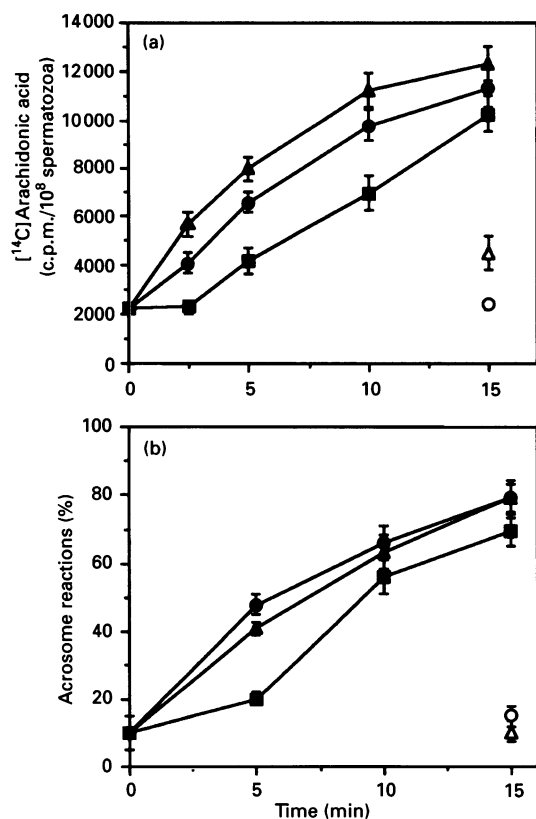 (a)
[¹⁴C]Arachidonic acid
(c.p.m./10⁸ spermatozoa)
14000
12000
10000
8000
6000
4000
2000
0
0 5 10 15
(b)
Acrosome reactions (%)
100
80
60
40
20
0
0 5 10 15
Time (min)